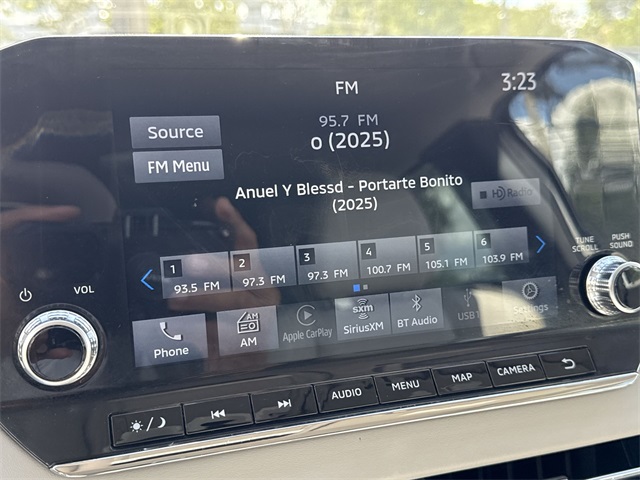 FM
3:23
95.7 FM
o (2025)
Source
FM Menu
Anuel Y Blessd - Portarte Bonito
(2025)
HD Radio
1
93.5 FM
2
97.3 FM
3
97.3 FM
4
100.7 FM
5
105.1 FM
6
103.9 FM
TUNE
SCROLL
PUSH
SOUND
VOL
Phone
AM
AM
Apple CarPlay
sxm
SiriusXM
BT Audio
USB1
Settings
AUDIO
MENU
MAP
CAMERA